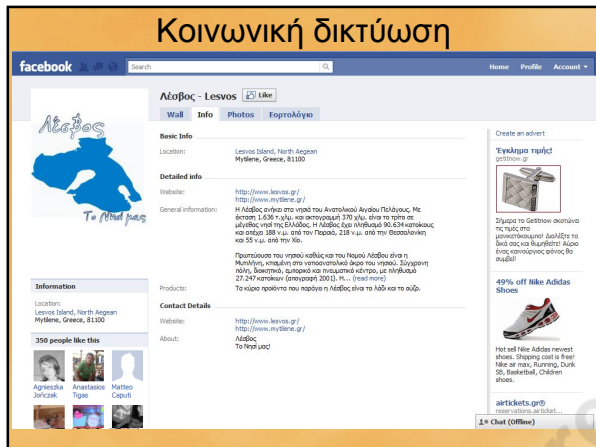 Κοινωνική δικτύωση
facebook
Search
Home Profile Account
Λέσβος - Lesvos Like
Wall Info Photos Εορτολόγιο
Λέσβος
Το Νησί μας
Basic Info
Location: Lesvos Island, North Aegean
Mytilene, Greece, 81100
Detailed info
Website: http://www.lesvos.gr/
http://www.mytilene.gr/
General information: Η Λέσβος ανήκει στα νησιά του Ανατολικού Αιγαίου Πελάγους. Με
έκταση 1.636 τ.χλμ. και ακτογραμμή 370 χλμ. είναι το τρίτο σε
μέγεθος νησί της Ελλάδος. Η Λέσβος έχει πληθυσμό 90.634 κατοίκους
και απέχει 188 ν.μ. από τον Πειραιά, 218 ν.μ. από την Θεσσαλονίκη
και 55 ν.μ. από την Χίο.
Πρωτεύουσα του νησιού καθώς και του Νομού Λέσβου είναι η
Μυτιλήνη, κτισμένη στο νοτιοανατολικό άκρο του νησιού. Σύγχρονη
πόλη, διοικητικό, εμπορικό και πνευματικό κέντρο, με πληθυσμό
27.247 κατοίκων (απογραφή 2001). Η... (read more)
Products: Τα κύρια προϊόντα που παράγει η Λέσβος είναι το λάδι και το ούζο.
Contact Details
Website: http://www.lesvos.gr/
http://www.mytilene.gr/
About: Λέσβος
Το Νησί μας!
Information
Location:
Lesvos Island, North Aegean
Mytilene, Greece, 81100
350 people like this
Agnieszka Jończak
Anastasios Tigas
Matteo Caputi
Create an advert
Έγκλημα τιμής!
getitnow.gr
Σήμερα το Getitnow σκοτώνει
τις τιμές στα
μανικετόκουμπα! Διαλέξτε τα
δικά σας και θυμηθείτε! Αύριο
ένας καινούργιος φόνος θα
συμβεί!
49% off Nike Adidas
Shoes
Hot sell Nike Adidas newest
shoes. Shipping cost is free!
Nike air max, Running, Dunk
SB, Basketball, Children
shoes.
airtickets.gr®
reservations.airticket...
Chat (Offline)